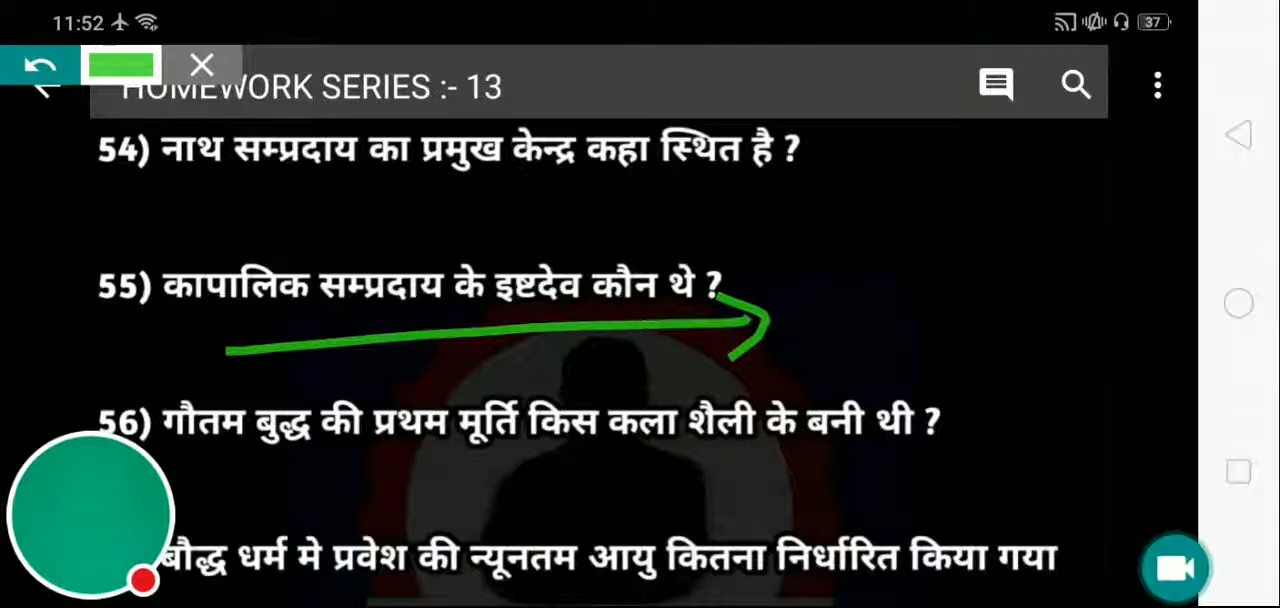 11:52
37
HOMEWORK SERIES :- 13
54) नाथ सम्प्रदाय का प्रमुख केन्द्र कहा स्थित है ?
55) कापालिक सम्प्रदाय के इष्टदेव कौन थे ?
56) गौतम बुद्ध की प्रथम मूर्ति किस कला शैली के बनी थी ?
बौद्ध धर्म मे प्रवेश की न्यूनतम आयु कितना निर्धारित किया गया